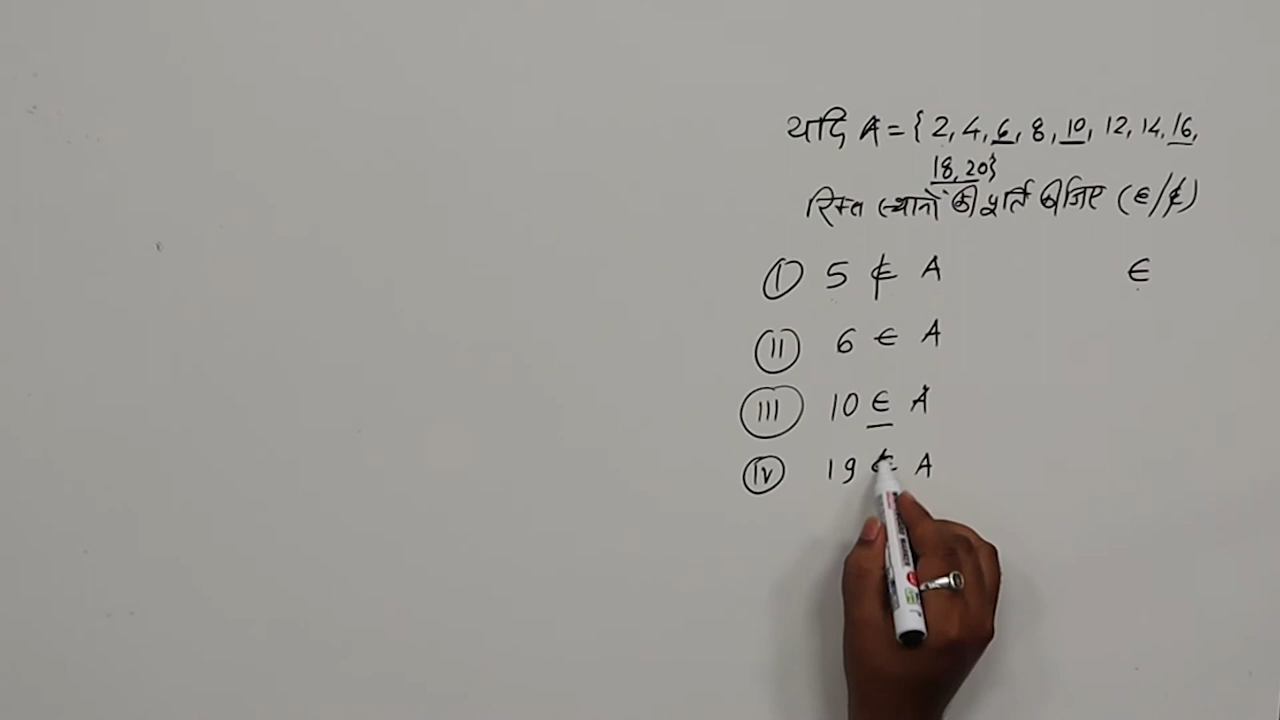 यदि A = { 2, 4, 6, 8, 10, 12, 14, 16,
18, 20}
रिक्त स्थानों की पूर्ति कीजिए (∈/∉)
(I) 5 ∉ A ∈
(II) 6 ∈ A
(III) 10 ∈ A
(IV) 19 ∉ A